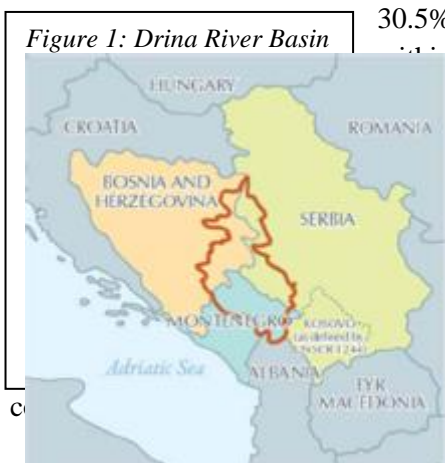 Figure 1: Drina River Basin
30.5%
HUNGARY
CROATIA
ROMANIA
BOSNIA AND
HERZEGOVINA
SERBIA
MONTENEGRO
KOSOVO
(as defined by
UNSCR 1244)
Adriatic Sea
ALBANIA
FYR
MACEDONIA